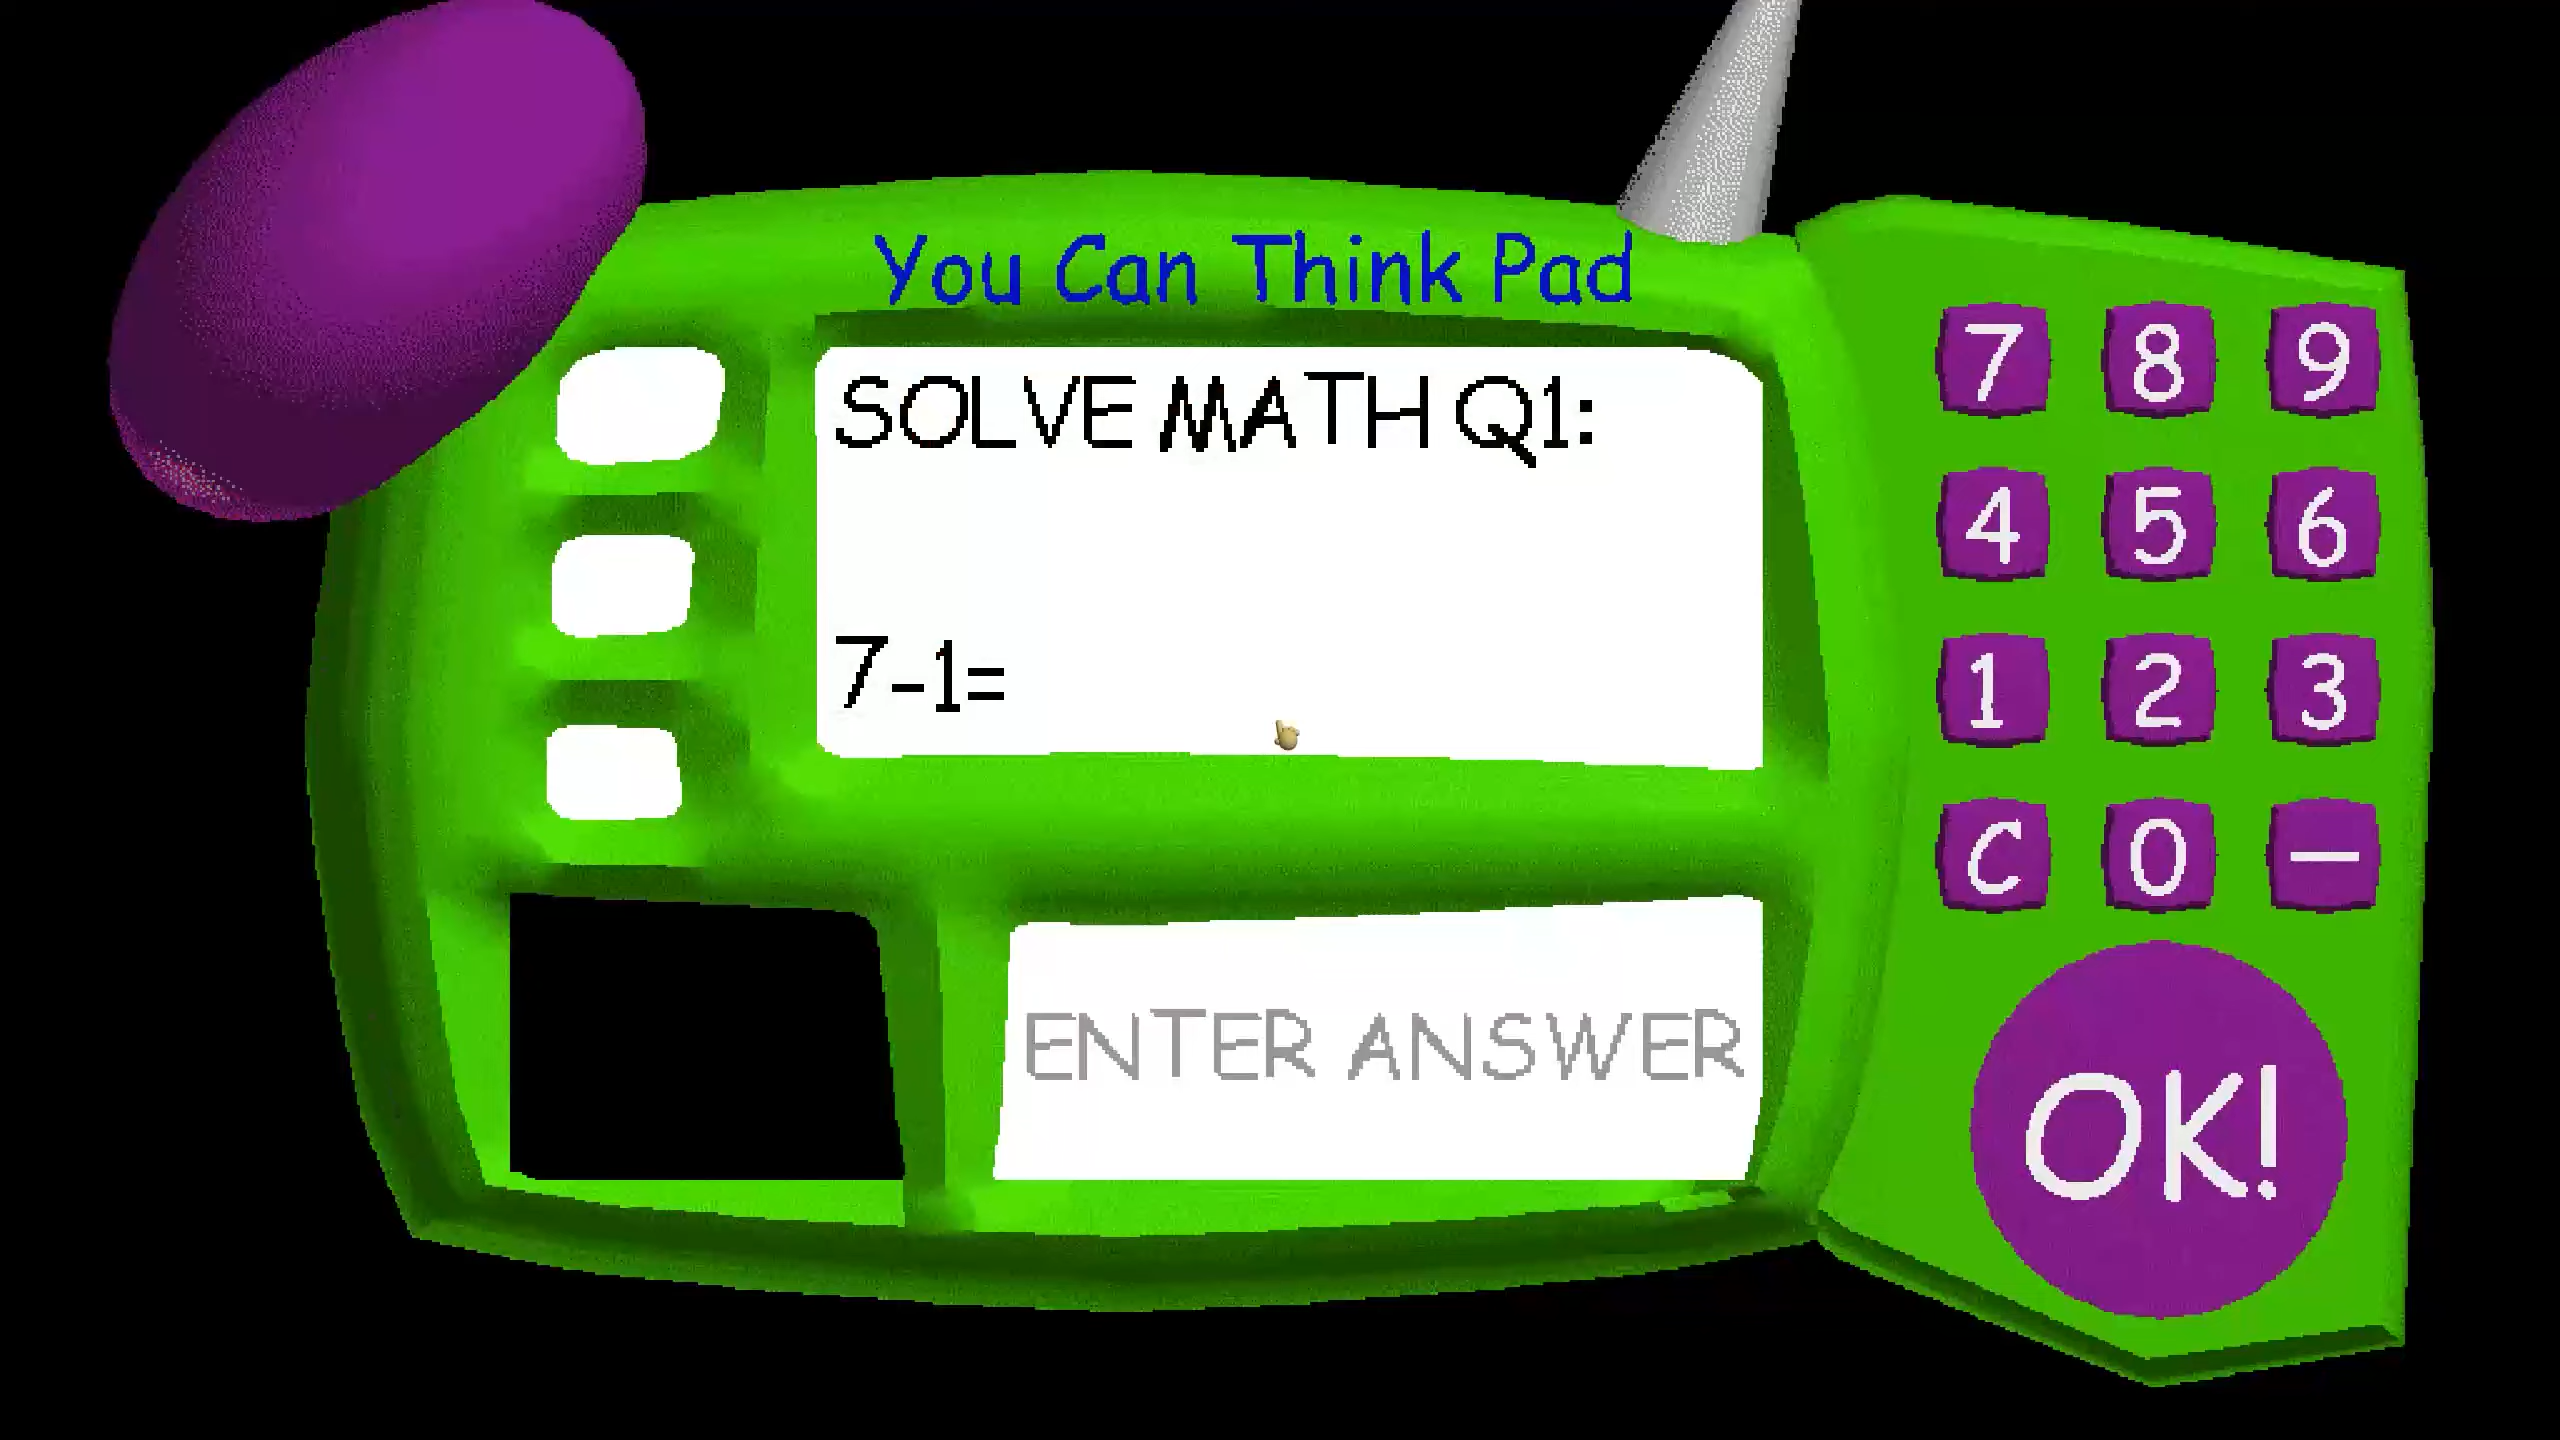 You Can Think Pad
SOLVE MATH Q1:
7-1=
ENTER ANSWER
7 8 9
4 5 6
1 2 3
C 0 —
OK!